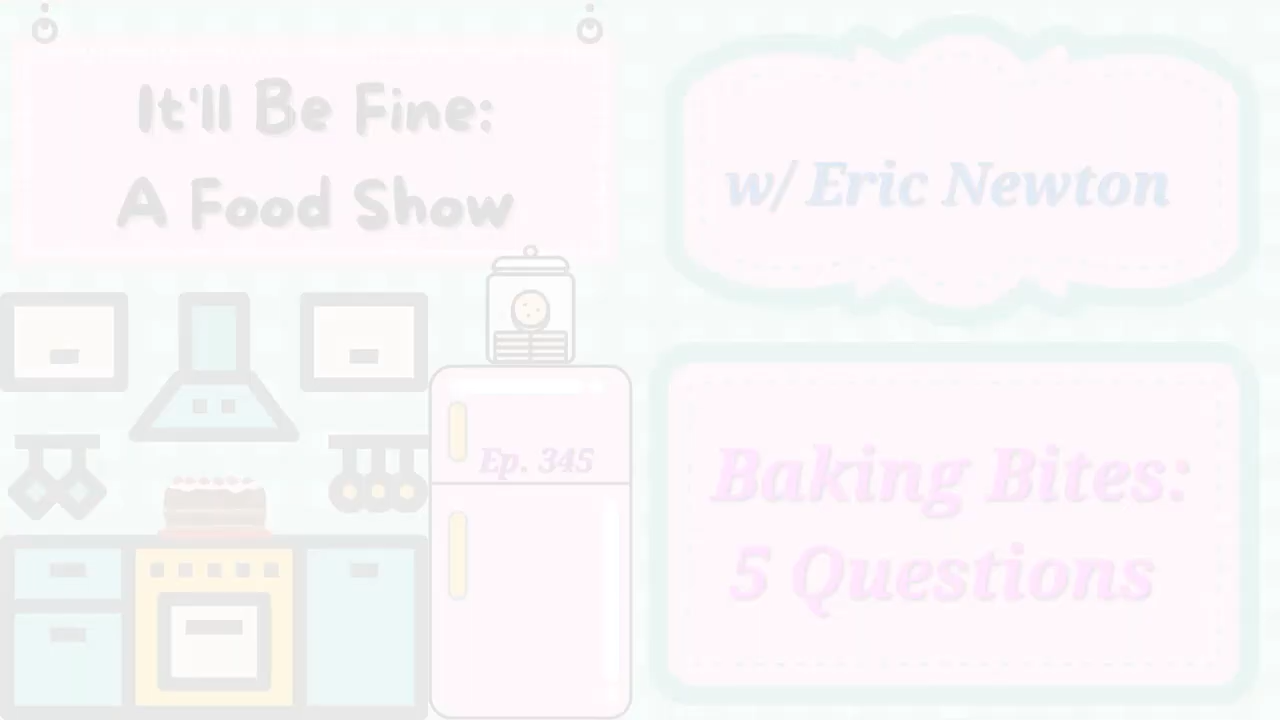 It'll Be Fine:
A Food Show
w/ Eric Newton
Ep. 345
Baking Bites:
5 Questions